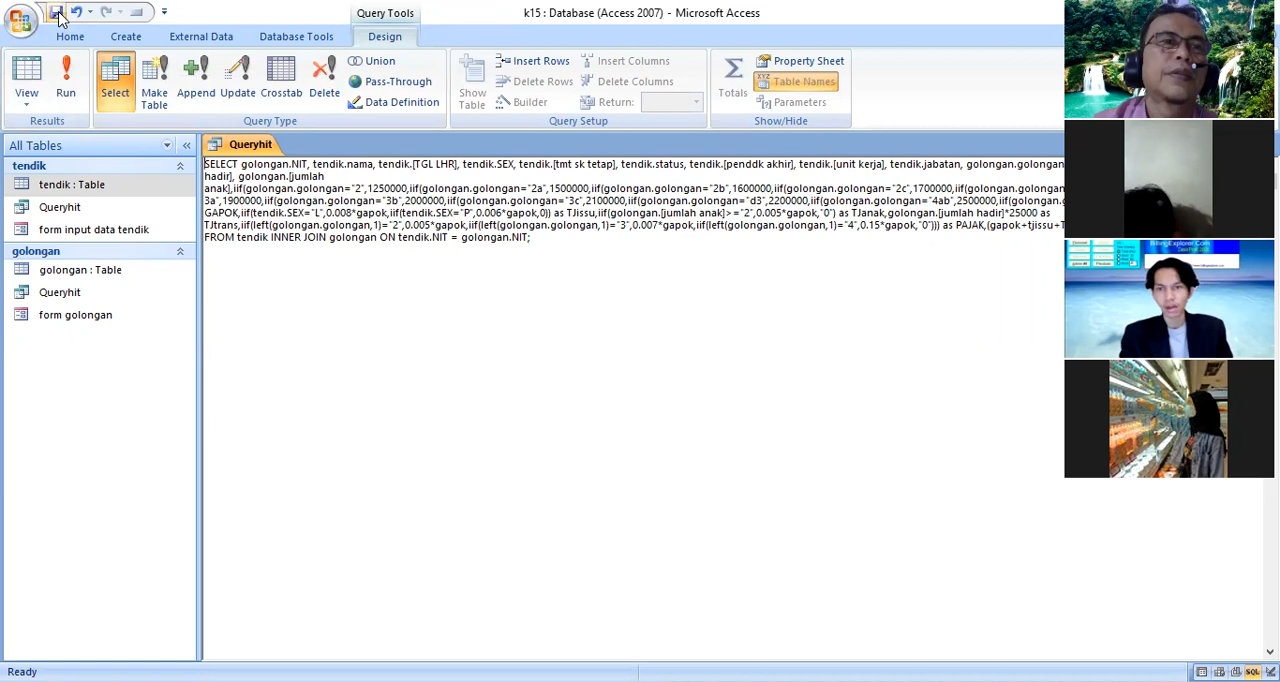 Query Tools
k15 : Database (Access 2007) - Microsoft Access
Home
Create
External Data
Database Tools
Design
View
Run
Results
Select
Make Table
Append
Update
Crosstab
Delete
Union
Pass-Through
Data Definition
Query Type
Show Table
Insert Rows
Delete Rows
Builder
Insert Columns
Delete Columns
Return:
Query Setup
Totals
Property Sheet
Table Names
Parameters
Show/Hide
All Tables
tendik
tendik : Table
Queryhit
form input data tendik
golongan
golongan : Table
Queryhit
form golongan
Queryhit
SELECT golongan.NIT, tendik.nama, tendik.[TGL LHR], tendik.SEX, tendik.[tmt sk tetap], tendik.status, tendik.[penddk akhir], tendik.[unit kerja], tendik.jabatan, golongan.golongan
hadir], golongan.[jumlah
anak],iif(golongan.golongan="2",1250000,iif(golongan.golongan="2a",1500000,iif(golongan.golongan="2b",1600000,iif(golongan.golongan="2c",1700000,iif(golongan.golongan=
3a",1900000,iif(golongan.golongan="3b",2000000,iif(golongan.golongan="3c",2100000,iif(golongan.golongan="d3",2200000,iif(golongan.golongan="4ab",2500000,iif(golongan.go
GAPOK,iif(tendik.SEX="L",0.008*gapok,iif(tendik.SEX="P",0.006*gapok,0)) as TJissu,iif(golongan.[jumlah anak]>="2",0.005*gapok,"0") as TJanak,golongan.[jumlah hadir]*25000 as
TJtrans,iif(left(golongan.golongan,1)="2",0.005*gapok,iif(left(golongan.golongan,1)="3",0.007*gapok,iif(left(golongan.golongan,1)="4",0.15*gapok,"0"))) as PAJAK,(gapok+tjissu+T
FROM tendik INNER JOIN golongan ON tendik.NIT = golongan.NIT;
BillingExplorer.Com
Ready
SQL